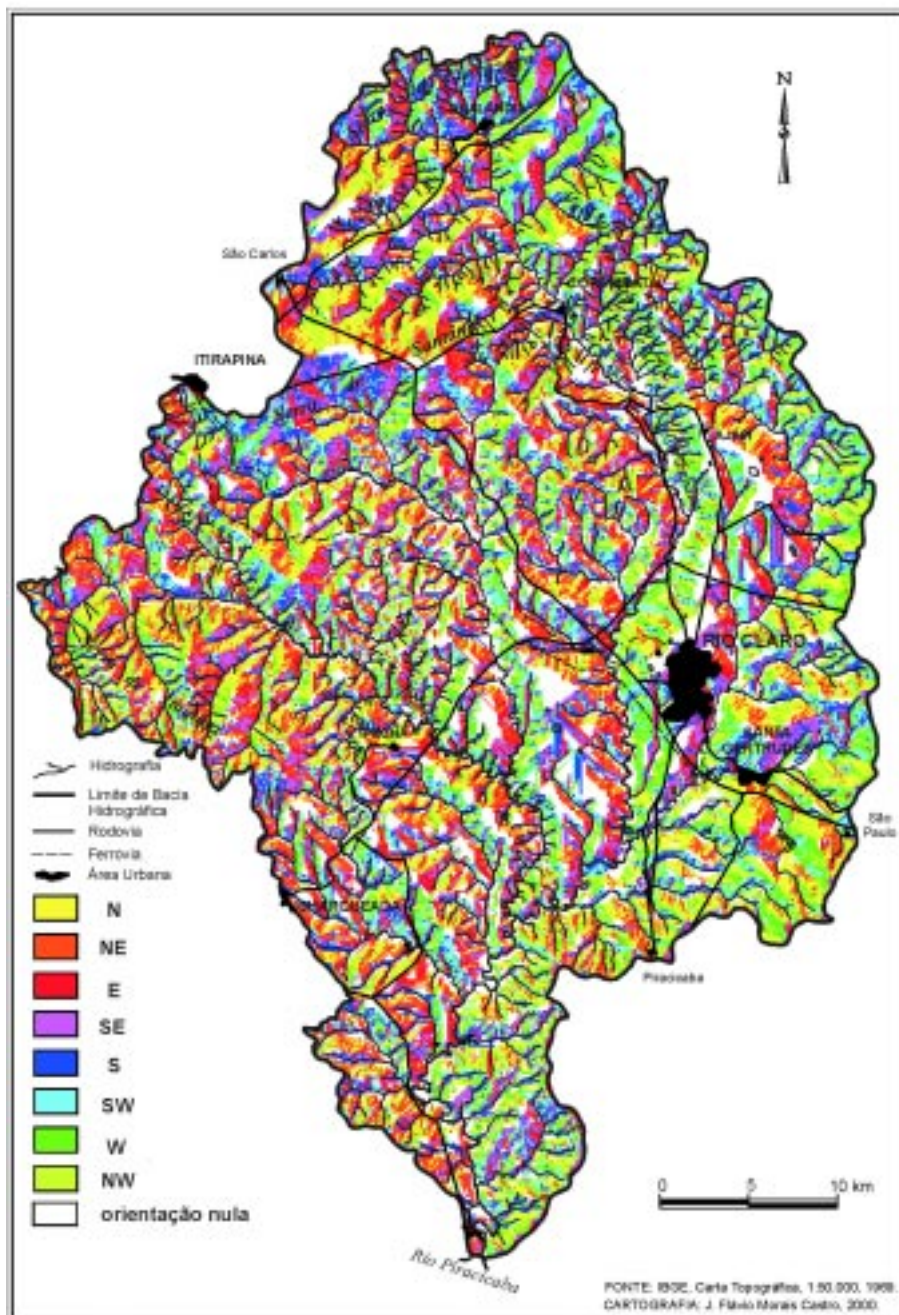 N
São Carlos
ITIRAPINA
RIO CLARO
SANTA
GERTRUDES
Hidrografia
Limite de Bacia
Hidrográfica
Rodovia
Ferrovia
Área Urbana
São
Paulo
N
NE
E
SE
S
SW
W
NW
orientação nula
Piracicaba
0 5 10 km
Rio Piracicaba
FONTE: IBGE, Carta Topográfica, 1:50.000, 1969.
CARTOGRAFIA: J. Flávio Morais Castro, 2000.